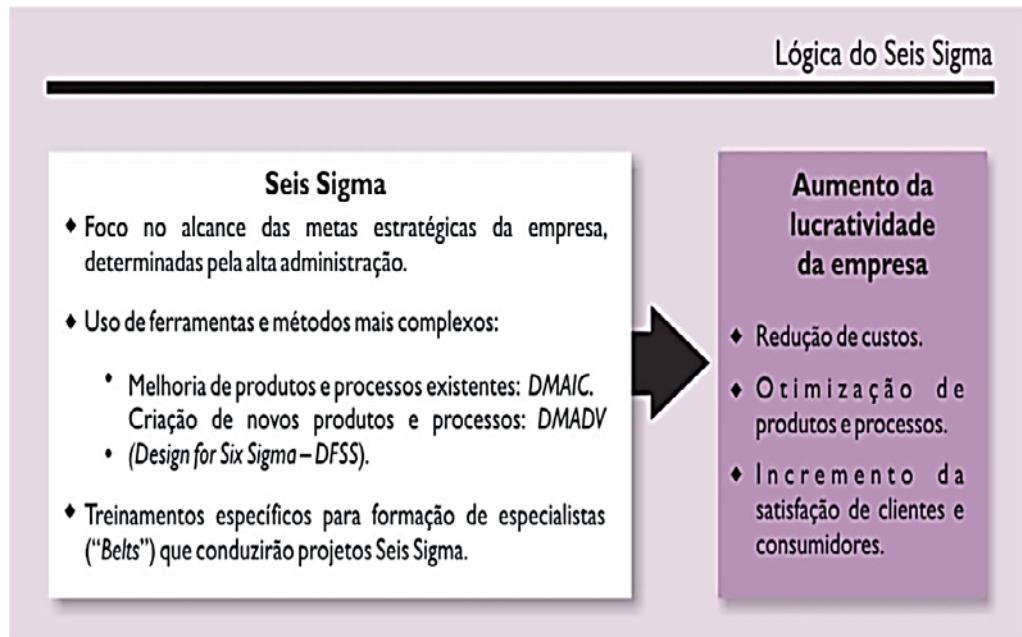 Lógica do Seis Sigma
Seis Sigma
♦ Foco no alcance das metas estratégicas da empresa,
determinadas pela alta administração.
♦ Uso de ferramentas e métodos mais complexos:
• Melhoria de produtos e processos existentes: DMAIC.
Criação de novos produtos e processos: DMADV
• (Design for Six Sigma – DFSS).
♦ Treinamentos específicos para formação de especialistas
(“Belts”) que conduzirão projetos Seis Sigma.
Aumento da
lucratividade
da empresa
♦ Redução de custos.
♦ Otimização de
produtos e processos.
♦ Incremento da
satisfação de clientes e
consumidores.